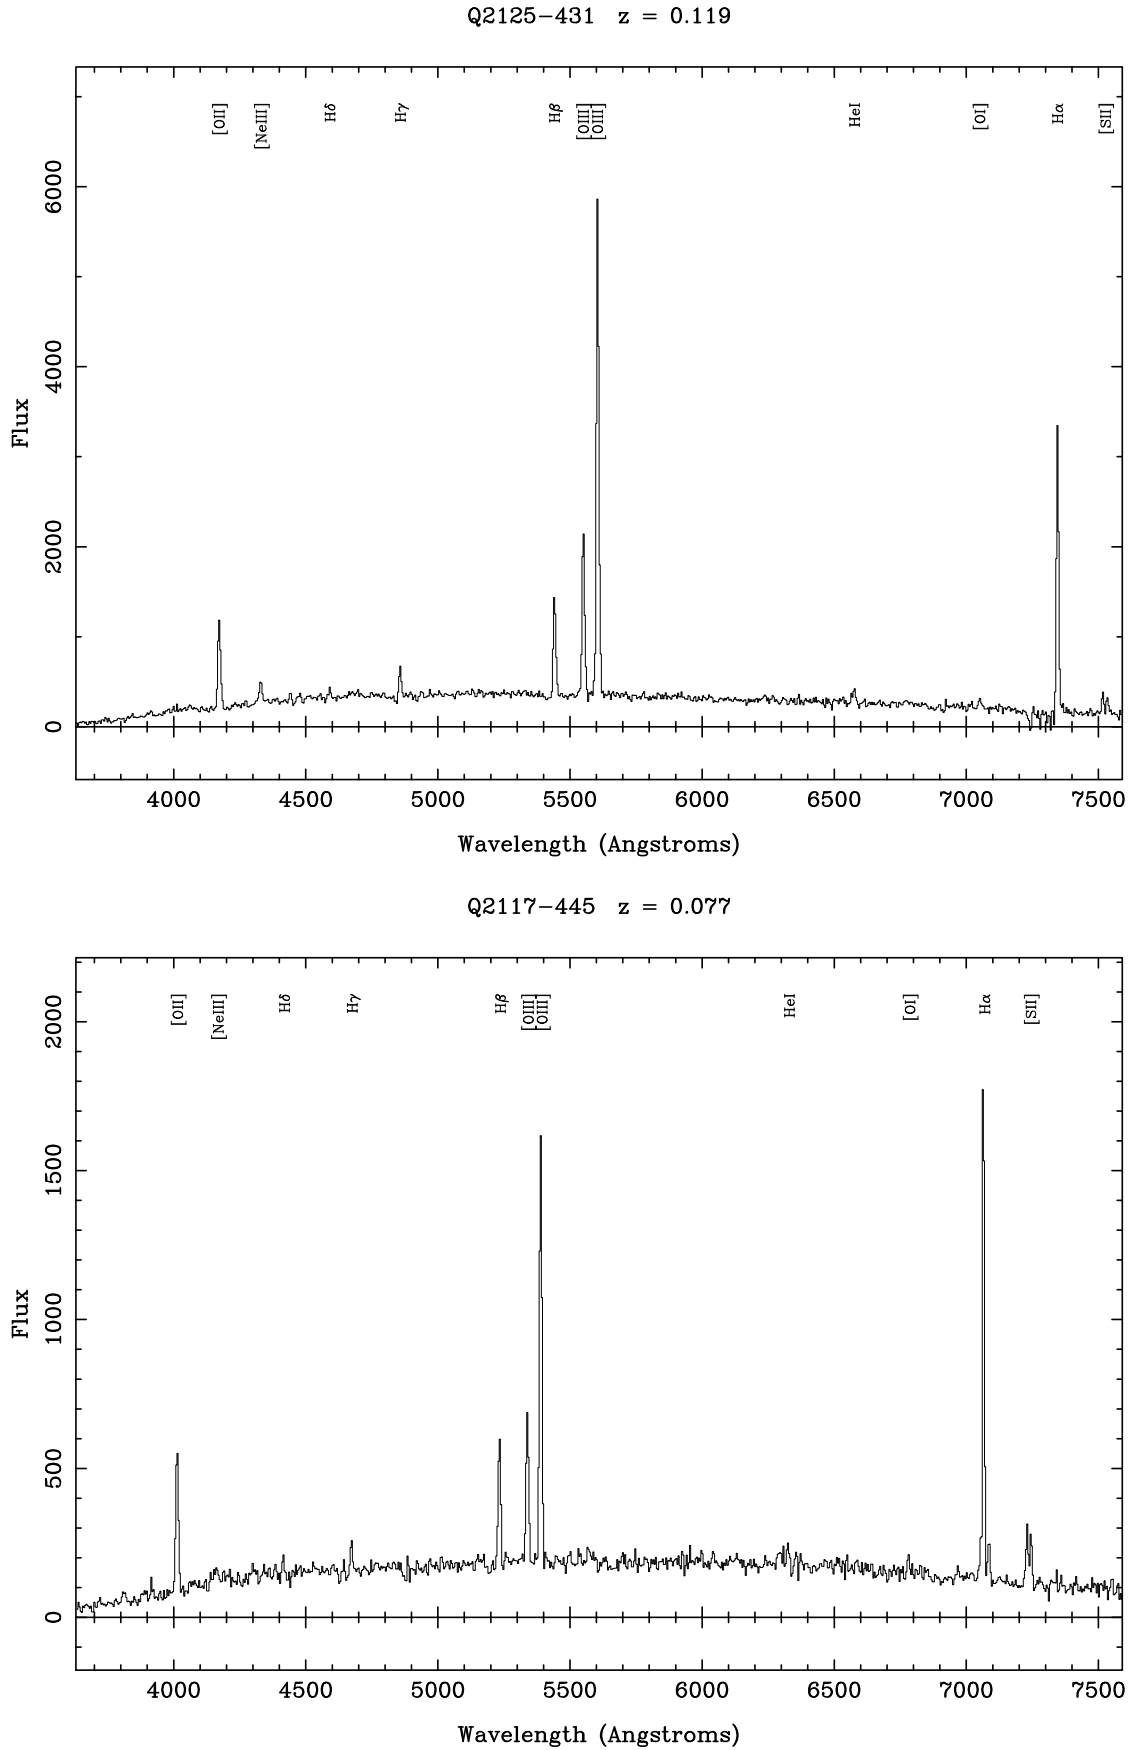 Q2125−431 z = 0.119
[OII] [NeIII] Hδ Hγ Hβ [OIII] [OIII] HeI [OI] Hα [SII]
6000
4000
2000
0
Flux
4000 4500 5000 5500 6000 6500 7000 7500
Wavelength (Angstroms)
Q2117−445 z = 0.077
[OII] [NeIII] Hδ Hγ Hβ [OIII] [OIII] HeI [OI] Hα [SII]
2000
1500
1000
500
0
Flux
4000 4500 5000 5500 6000 6500 7000 7500
Wavelength (Angstroms)